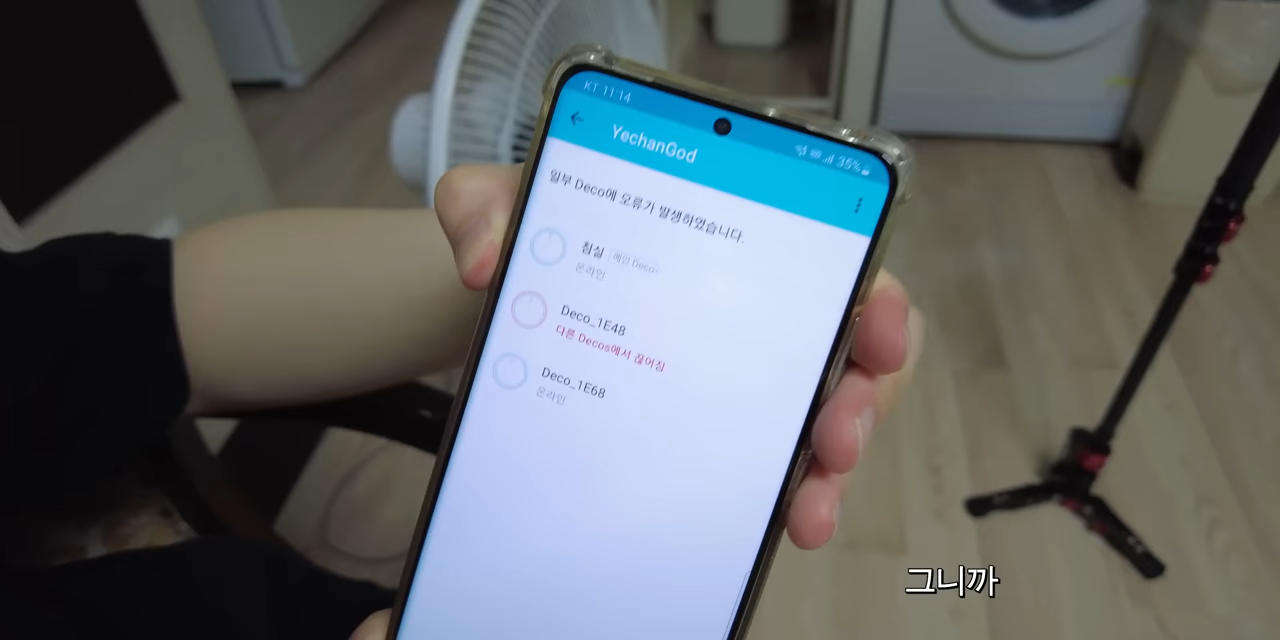 KT 11:14
35%
YechanGod
일부 Deco에 오류가 발생하였습니다.
침실 메인 Deco
온라인
Deco_1E48
다른 Decos에서 끊어짐
Deco_1E68
온라인
그니까